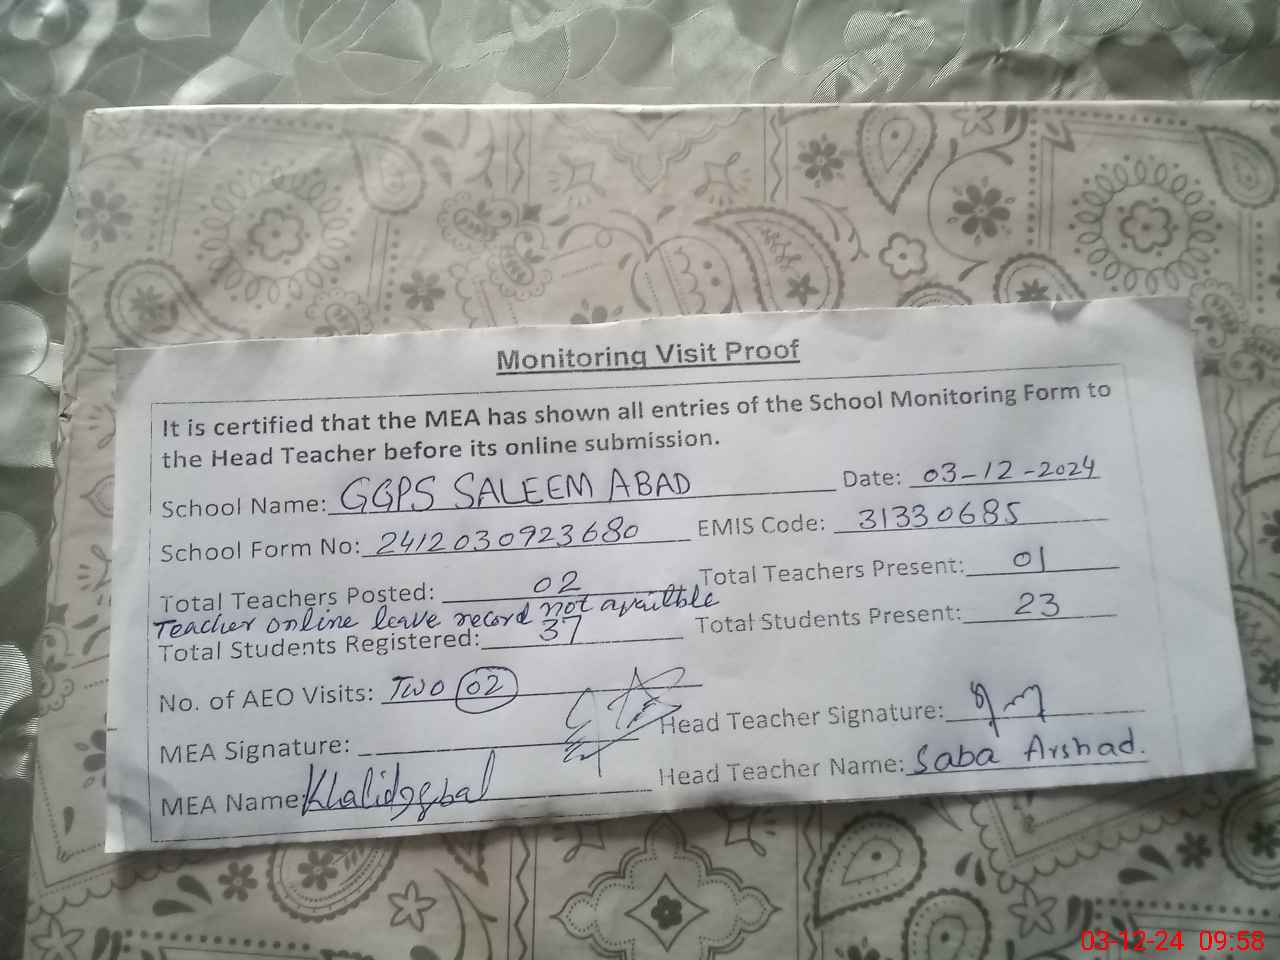 Monitoring Visit Proof
It is certified that the MEA has shown all entries of the School Monitoring Form to
the Head Teacher before its online submission.
School Name: GGPS SALEEM ABAD Date: 03-12-2024
School Form No: 2412030923680 EMIS Code: 31330685
Total Teachers Posted: 02 Total Teachers Present: 01
Teacher online leave record not availble
Total Students Registered: 37 Total Students Present: 23
No. of AEO Visits: Two 02
MEA Signature: Head Teacher Signature:
MEA Name: Khalid Iqbal Head Teacher Name: Saba Arshad.
03-12-24 09:58